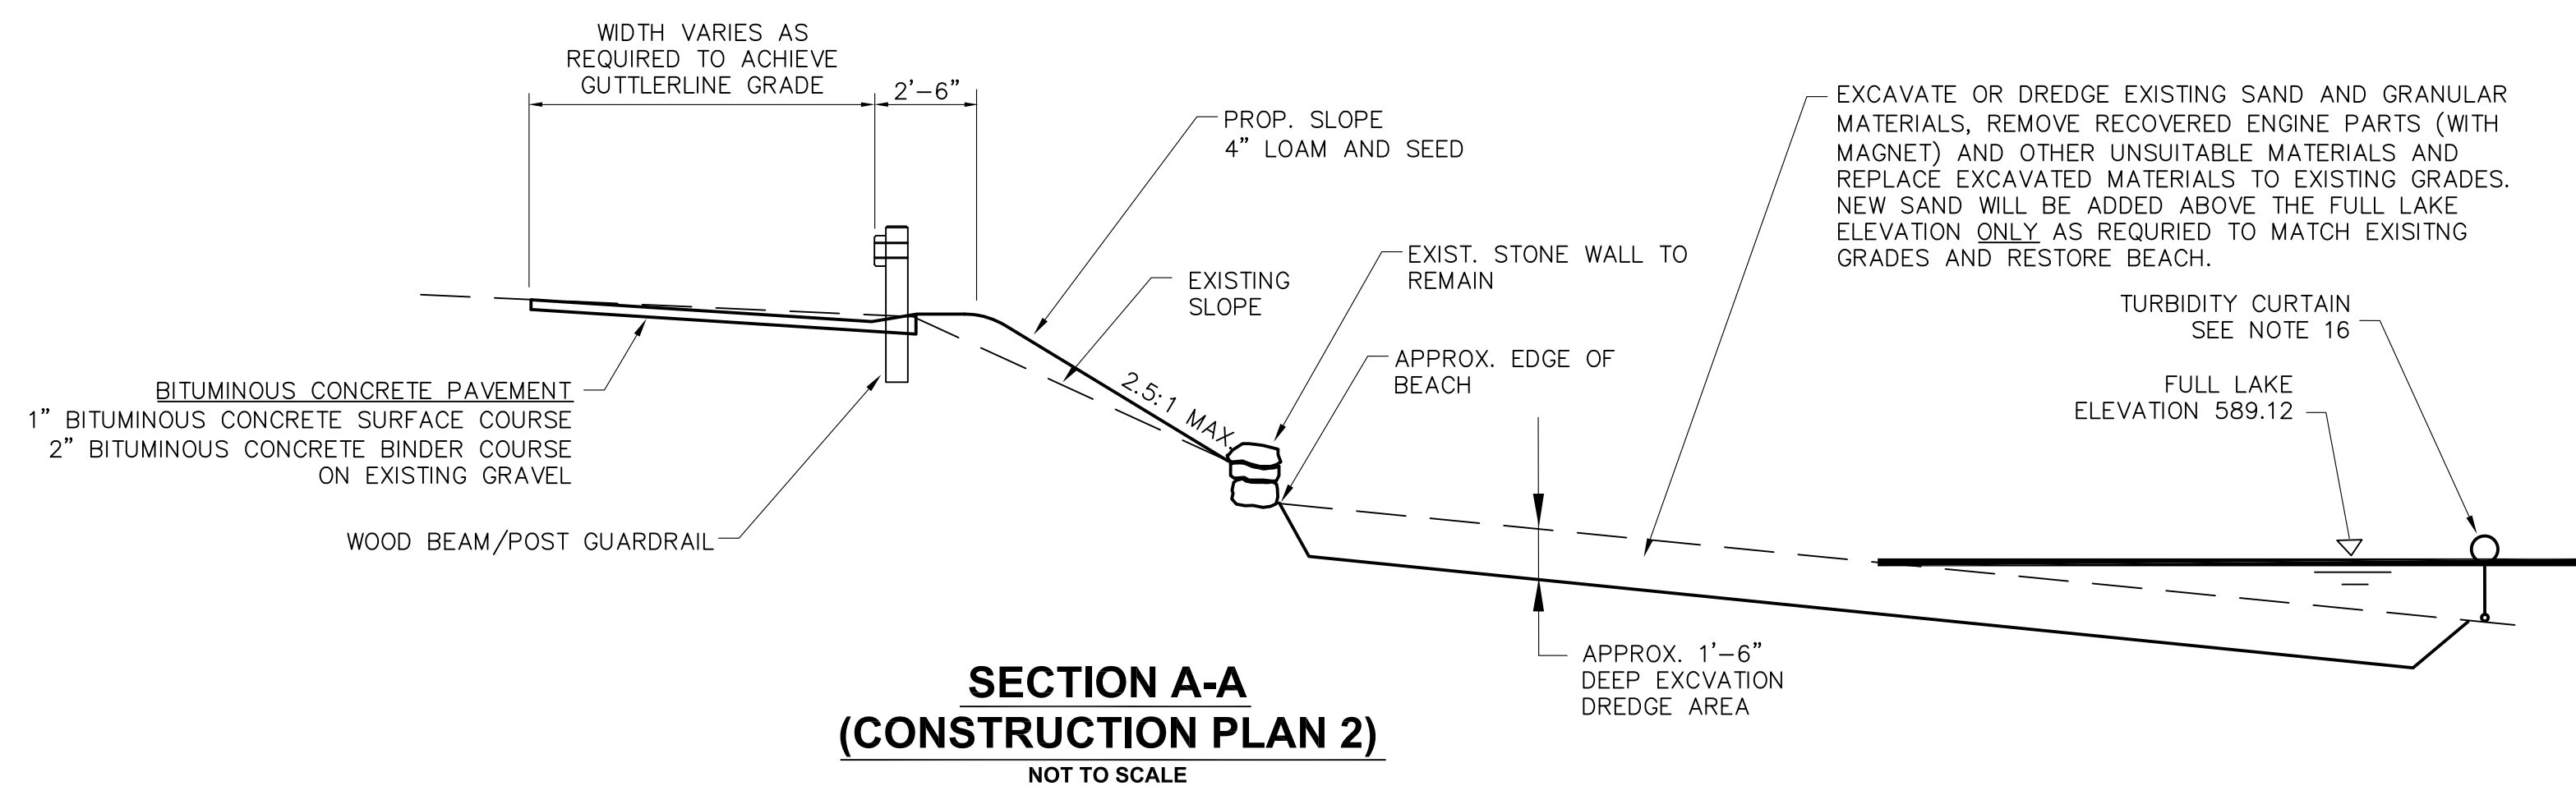 WIDTH VARIES AS
REQUIRED TO ACHIEVE
GUTTLERLINE GRADE
2'-6"
PROP. SLOPE
4" LOAM AND SEED
EXCAVATE OR DREDGE EXISTING SAND AND GRANULAR
MATERIALS, REMOVE RECOVERED ENGINE PARTS (WITH
MAGNET) AND OTHER UNSUITABLE MATERIALS AND
REPLACE EXCAVATED MATERIALS TO EXISTING GRADES.
NEW SAND WILL BE ADDED ABOVE THE FULL LAKE
ELEVATION ONLY AS REQURIED TO MATCH EXISITNG
GRADES AND RESTORE BEACH.
EXISTING
SLOPE
EXIST. STONE WALL TO
REMAIN
TURBIDITY CURTAIN
SEE NOTE 16
APPROX. EDGE OF
BEACH
FULL LAKE
ELEVATION 589.12
2.5:1 MAX.
BITUMINOUS CONCRETE PAVEMENT
1" BITUMINOUS CONCRETE SURFACE COURSE
2" BITUMINOUS CONCRETE BINDER COURSE
ON EXISTING GRAVEL
WOOD BEAM/POST GUARDRAIL
APPROX. 1'-6"
DEEP EXCVATION
DREDGE AREA
SECTION A-A
(CONSTRUCTION PLAN 2)
NOT TO SCALE